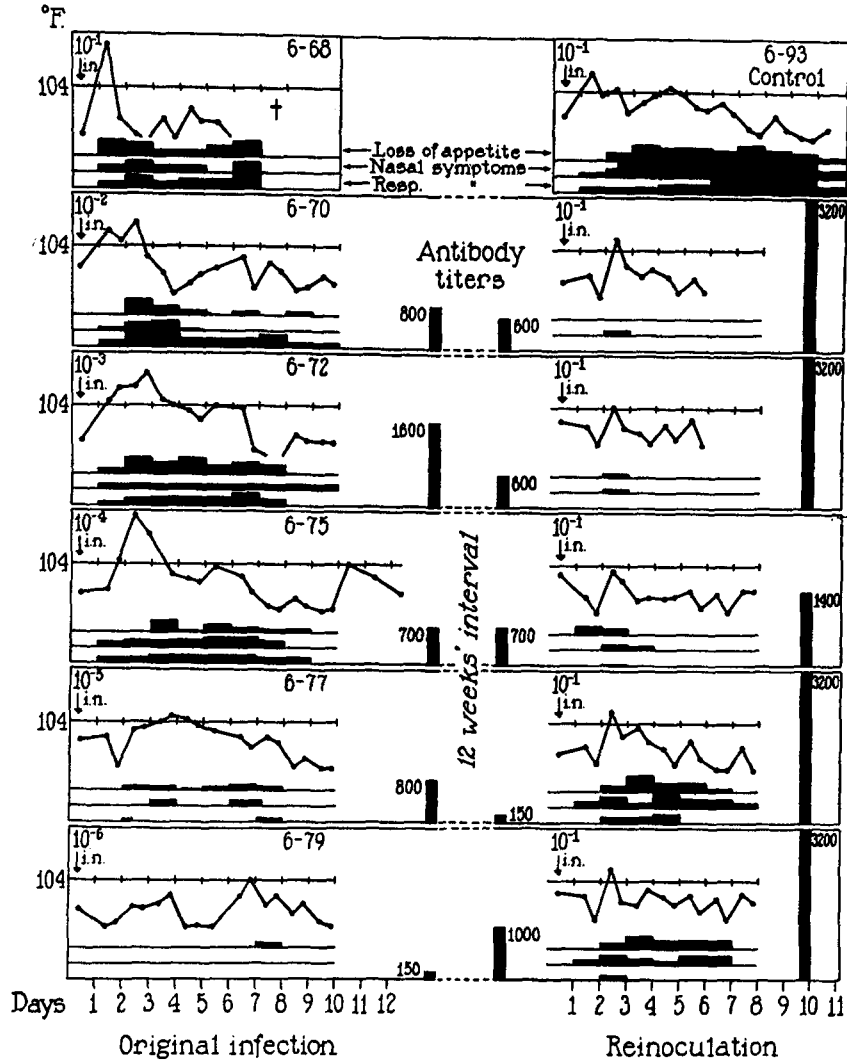 °F.
10⁻¹ 6-68
↓in.
104
†
10⁻¹ 6-93
↓in. Control
←Loss of appetite→
←Nasal symptoms→
←Resp. " →
10⁻² 6-70
↓i.n.
104
Antibody
titers
800
600
10⁻¹
↓i.n.
3200
10⁻³ 6-72
↓i.n.
104
1600
600
10⁻¹
↓i.n.
3200
10⁻⁴ 6-75
↓i.n.
104
700
700
10⁻¹
↓i.n.
1400
12 weeks' interval
10⁻⁵ 6-77
↓i.n.
104
800
150
10⁻¹
↓i.n.
3200
10⁻⁶ 6-79
↓i.n.
104
150
1000
10⁻¹
↓i.n.
3200
Days 1 2 3 4 5 6 7 8 9 10 11 12
1 2 3 4 5 6 7 8 9 10 11
Original infection
Reinoculation